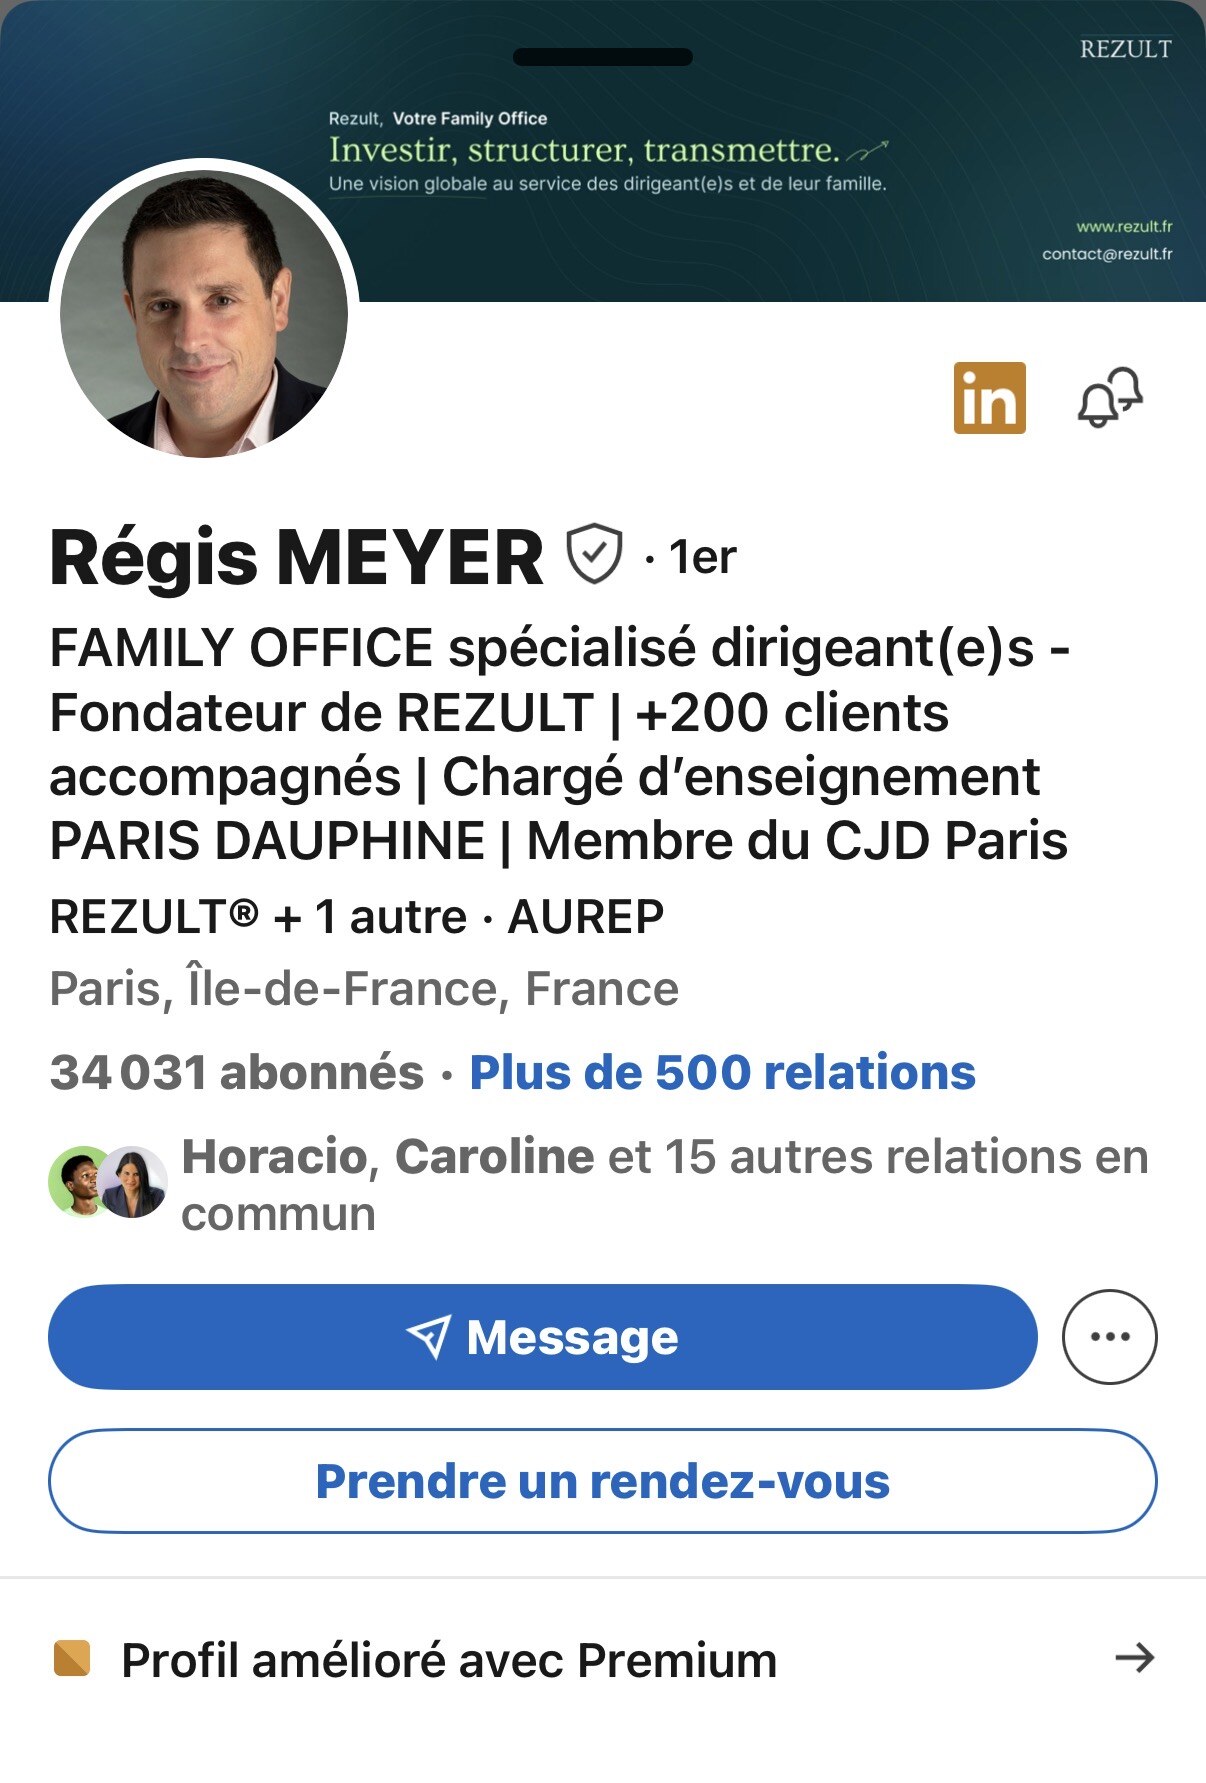 REZULT
Rezult, Votre Family Office
Investir, structurer, transmettre.
Une vision globale au service des dirigeant(e)s et de leur famille.
www.rezult.fr
contact@rezult.fr
in
Régis MEYER · 1er
FAMILY OFFICE spécialisé dirigeant(e)s -
Fondateur de REZULT | +200 clients
accompagnés | Chargé d’enseignement
PARIS DAUPHINE | Membre du CJD Paris
REZULT® + 1 autre · AUREP
Paris, Île-de-France, France
34 031 abonnés · Plus de 500 relations
Horacio, Caroline et 15 autres relations en
commun
Message
Prendre un rendez-vous
Profil amélioré avec Premium